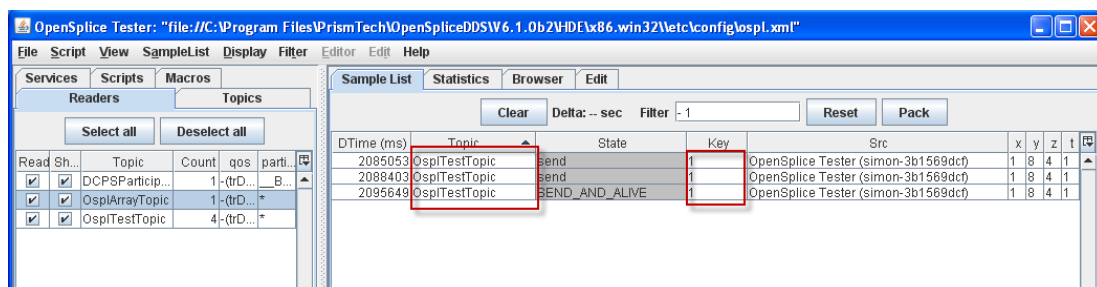 OpenSplice Tester: "file://C:\Program Files\PrismTech\OpenSpliceDDS\V6.1.0b2\HDE\x86.win32\\etc\config\ospl.xml"
File Script View SampleList Display Filter Editor Edit Help
Services Scripts Macros
Readers Topics
Select all Deselect all
Read Sh... Topic Count qos parti...
DCPSParticip... 1 -(trD... __B...
OsplArrayTopic 1 -(trD... *
OsplTestTopic 4 -(trD... *
Sample List Statistics Browser Edit
Clear Delta: -- sec Filter - 1 Reset Pack
DTime (ms) Topic State Key Src x y z t
2085053 OsplTestTopic send 1 OpenSplice Tester (simon-3b1569dcf) 1 8 4 1
2088403 OsplTestTopic send 1 OpenSplice Tester (simon-3b1569dcf) 1 8 4 1
2095649 OsplTestTopic SEND_AND_ALIVE 1 OpenSplice Tester (simon-3b1569dcf) 1 8 4 1